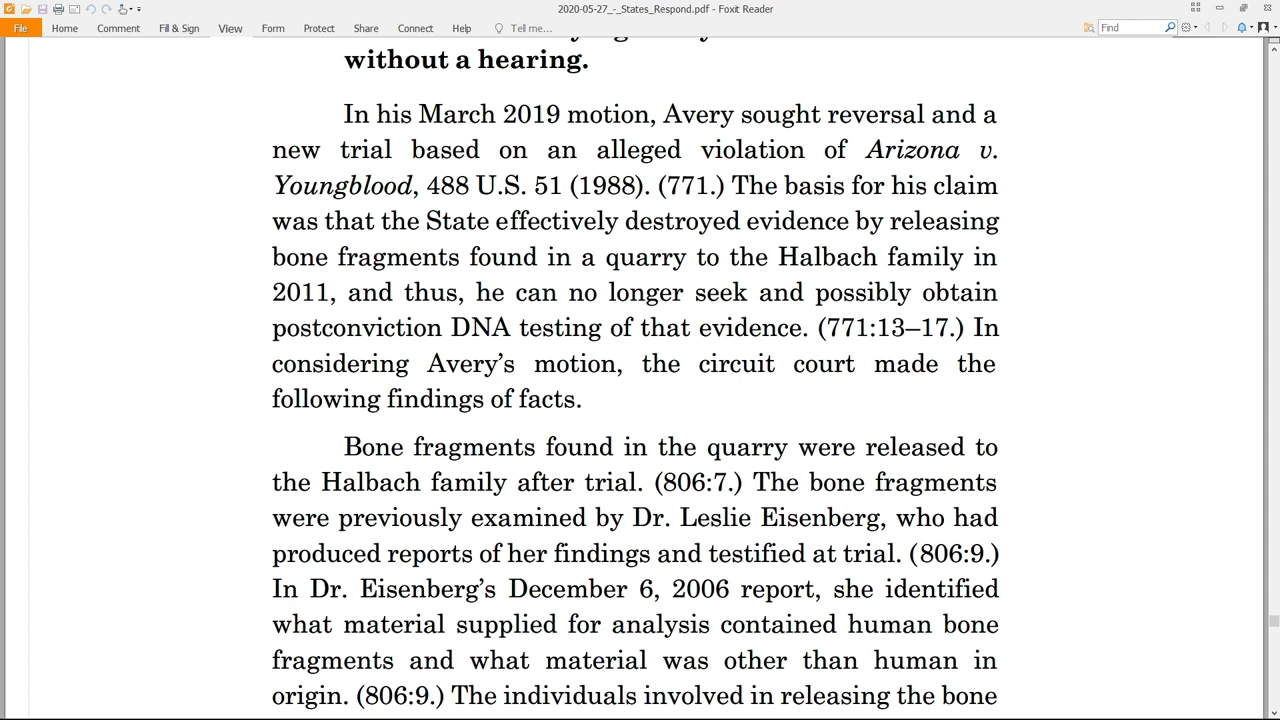 2020-05-27_-_States_Respond.pdf - Foxit Reader
File Home Comment Fill & Sign View Form Protect Share Connect Help Tell me... Find
without a hearing.
In his March 2019 motion, Avery sought reversal and a
new trial based on an alleged violation of Arizona v.
Youngblood, 488 U.S. 51 (1988). (771.) The basis for his claim
was that the State effectively destroyed evidence by releasing
bone fragments found in a quarry to the Halbach family in
2011, and thus, he can no longer seek and possibly obtain
postconviction DNA testing of that evidence. (771:13–17.) In
considering Avery’s motion, the circuit court made the
following findings of facts.
Bone fragments found in the quarry were released to
the Halbach family after trial. (806:7.) The bone fragments
were previously examined by Dr. Leslie Eisenberg, who had
produced reports of her findings and testified at trial. (806:9.)
In Dr. Eisenberg’s December 6, 2006 report, she identified
what material supplied for analysis contained human bone
fragments and what material was other than human in
origin. (806:9.) The individuals involved in releasing the bone